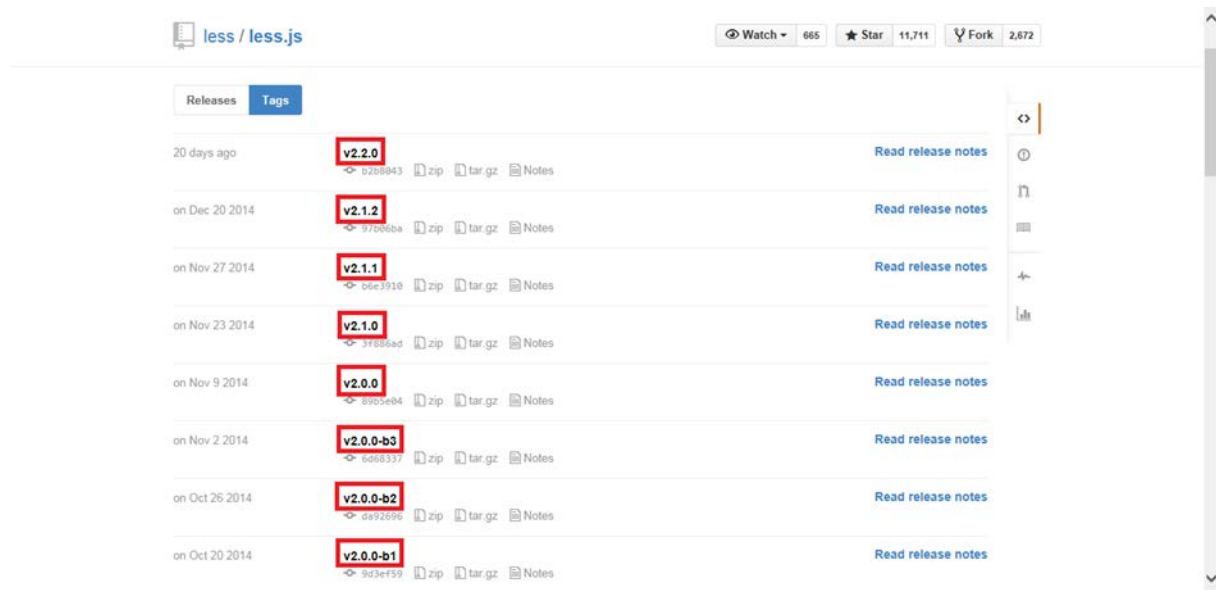 less / less.js Watch 665 Star 11,711 Fork 2,672
Releases Tags
20 days ago v2.2.0 Read release notes
b2b8043 zip tar.gz Notes
on Dec 20 2014 v2.1.2 Read release notes
97b06ba zip tar.gz Notes
on Nov 27 2014 v2.1.1 Read release notes
b6e3910 zip tar.gz Notes
on Nov 23 2014 v2.1.0 Read release notes
3f886ad zip tar.gz Notes
on Nov 9 2014 v2.0.0 Read release notes
89b5e04 zip tar.gz Notes
on Nov 2 2014 v2.0.0-b3 Read release notes
6d68337 zip tar.gz Notes
on Oct 26 2014 v2.0.0-b2 Read release notes
da92696 zip tar.gz Notes
on Oct 20 2014 v2.0.0-b1 Read release notes
9d3ef59 zip tar.gz Notes